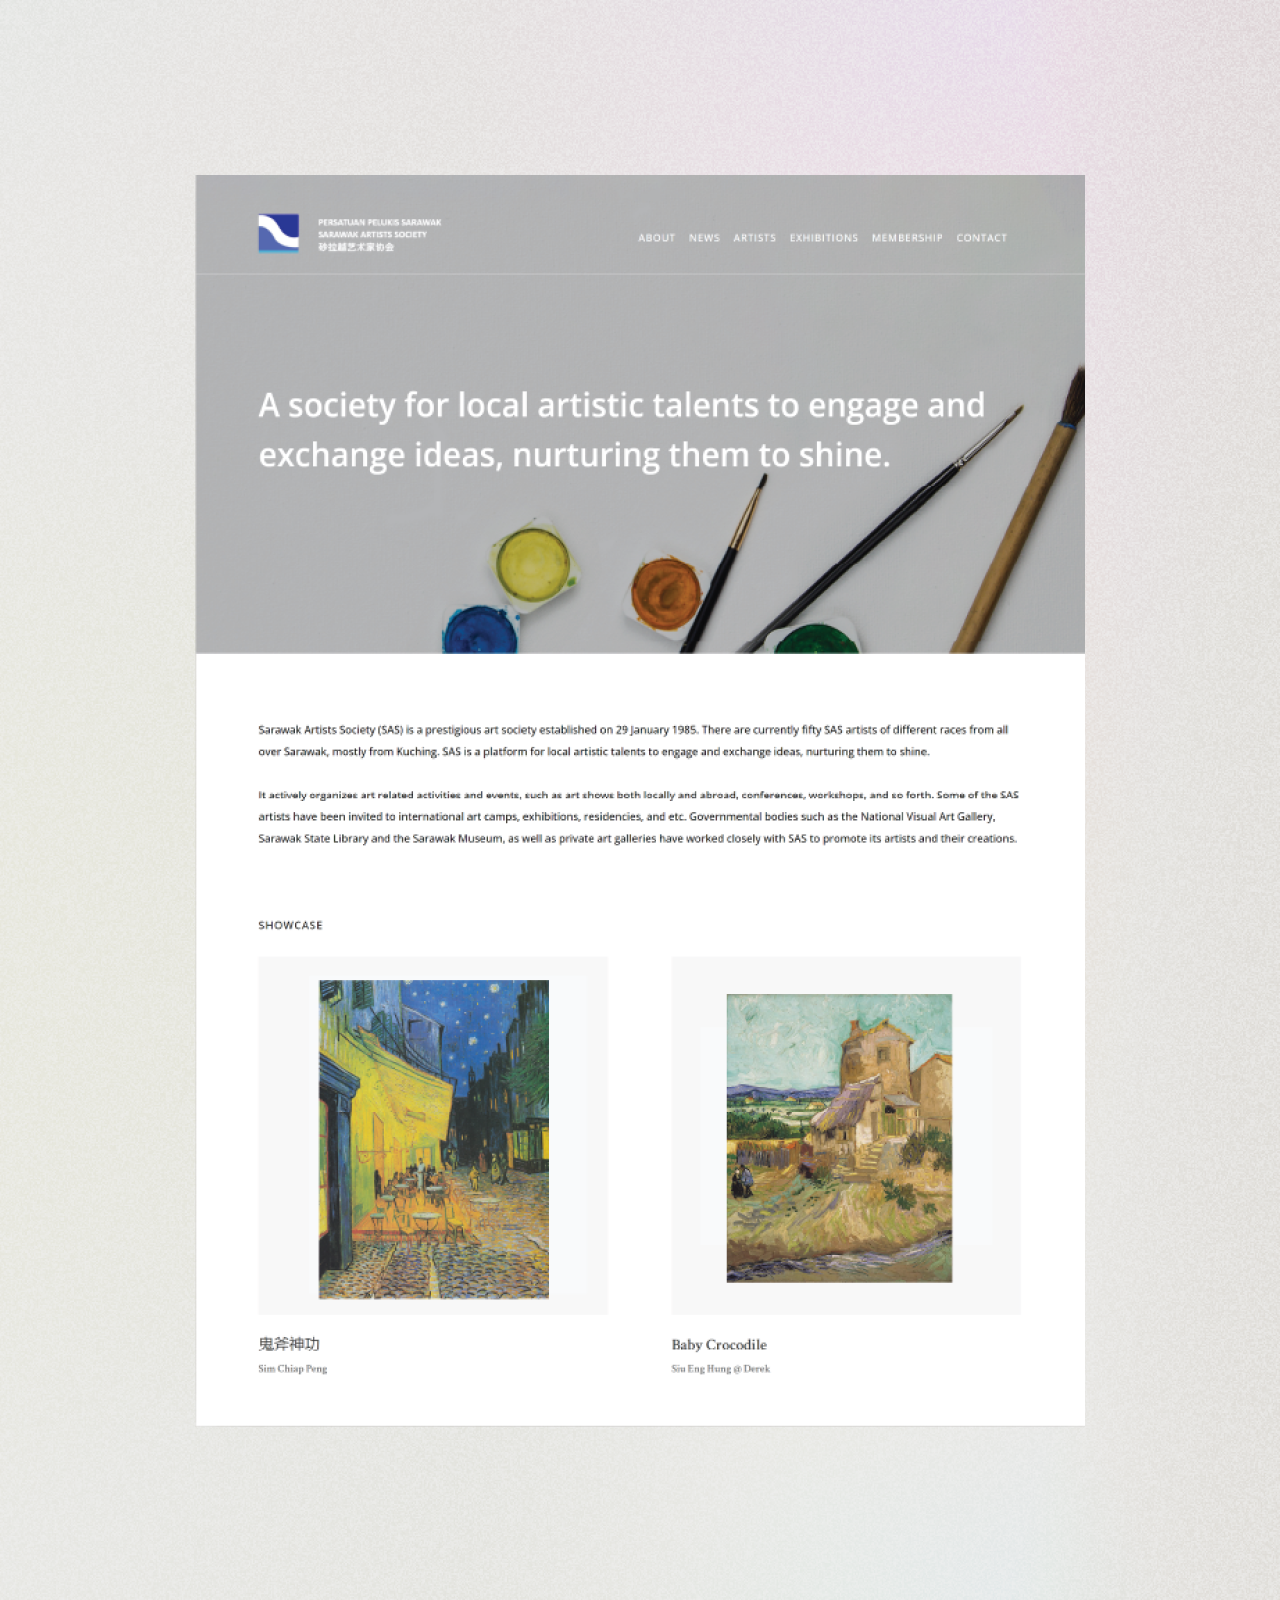 PERSATUAN PELUKIS SARAWAK
SARAWAK ARTISTS SOCIETY
砂拉越艺术家协会
ABOUT NEWS ARTISTS EXHIBITIONS MEMBERSHIP CONTACT
A society for local artistic talents to engage and
exchange ideas, nurturing them to shine.
Sarawak Artists Society (SAS) is a prestigious art society established on 29 January 1985. There are currently fifty SAS artists of different races from all
over Sarawak, mostly from Kuching. SAS is a platform for local artistic talents to engage and exchange ideas, nurturing them to shine.
It actively organizes art related activities and events, such as art shows both locally and abroad, conferences, workshops, and so forth. Some of the SAS
artists have been invited to international art camps, exhibitions, residencies, and etc. Governmental bodies such as the National Visual Art Gallery,
Sarawak State Library and the Sarawak Museum, as well as private art galleries have worked closely with SAS to promote its artists and their creations.
SHOWCASE
鬼斧神功
Sim Chiap Peng
Baby Crocodile
Siu Eng Hung @ Derek